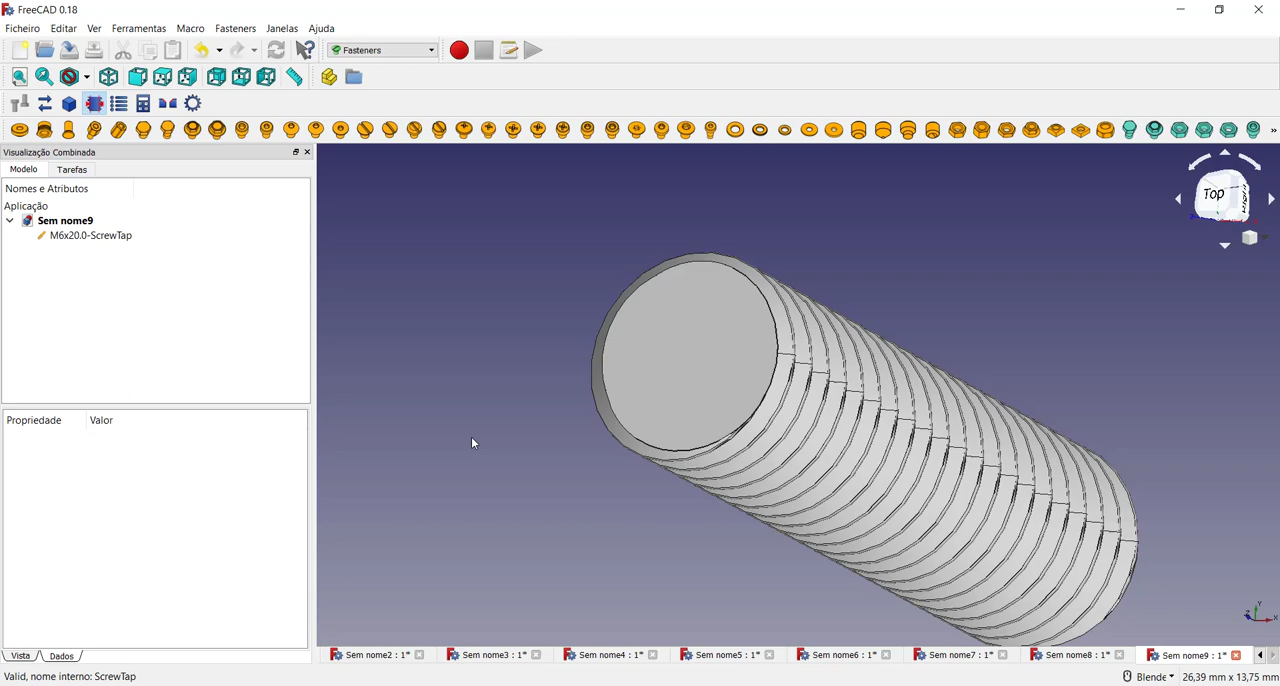 FreeCAD 0.18
Ficheiro Editar Ver Ferramentas Macro Fasteners Janelas Ajuda
Fasteners
Visualização Combinada
Modelo Tarefas
Nomes e Atributos
Aplicação
Sem nome9
M6x20.0-ScrewTap
Top
Propriedade Valor
Y
X
Z
Vista Dados
Sem nome2 : 1* Sem nome3 : 1* Sem nome4 : 1* Sem nome5 : 1* Sem nome6 : 1* Sem nome7 : 1* Sem nome8 : 1* Sem nome9 : 1*
Valid, nome interno: ScrewTap
Blende 26,39 mm x 13,75 mm